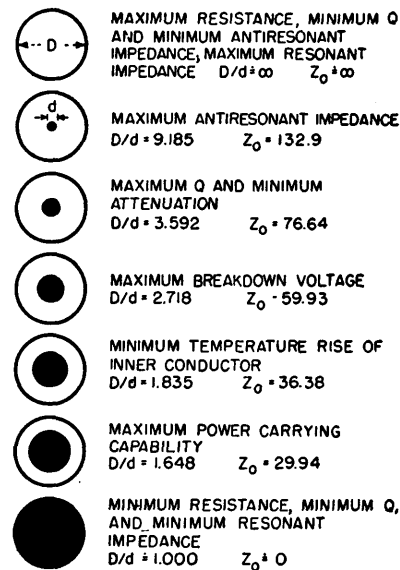 MAXIMUM RESISTANCE, MINIMUM Q
AND MINIMUM ANTIRESONANT
IMPEDANCE, MAXIMUM RESONANT
IMPEDANCE D/d ≐ ∞ Z₀ ≐ ∞
D
MAXIMUM ANTIRESONANT IMPEDANCE
D/d = 9.185 Z₀ = 132.9
d
MAXIMUM Q AND MINIMUM
ATTENUATION
D/d = 3.592 Z₀ = 76.64
MAXIMUM BREAKDOWN VOLTAGE
D/d = 2.718 Z₀ - 59.93
MINIMUM TEMPERATURE RISE OF
INNER CONDUCTOR
D/d = 1.835 Z₀ = 36.38
MAXIMUM POWER CARRYING
CAPABILITY
D/d = 1.648 Z₀ = 29.94
MINIMUM RESISTANCE, MINIMUM Q,
AND MINIMUM RESONANT
IMPEDANCE
D/d ≐ 1.000 Z₀ ≐ 0